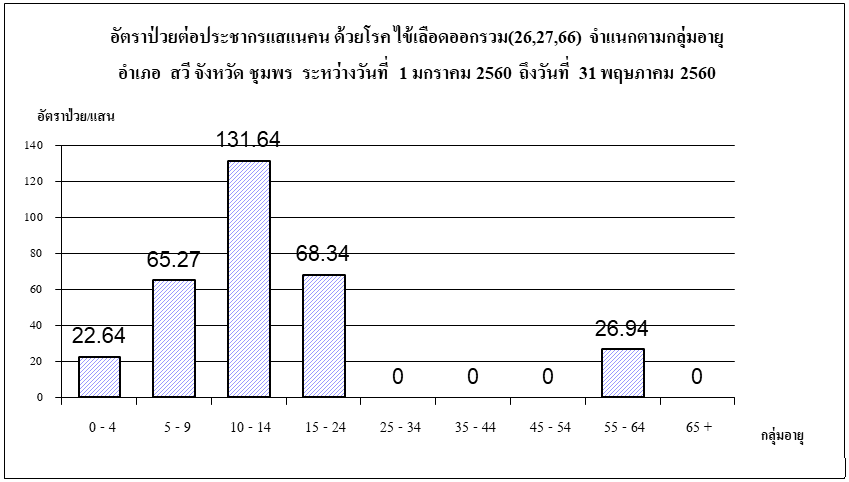 อัตราป่วยต่อประชากรแสแนคน ด้วยโรค ไข้เลือดออกรวม(26,27,66) จำแนกตามกลุ่มอายุ
อำเภอ สวี จังหวัด ชุมพร ระหว่างวันที่ 1 มกราคม 2560 ถึงวันที่ 31 พฤษภาคม 2560
อัตราป่วย/แสน
140
120
100
80
60
40
20
0
22.64
65.27
131.64
68.34
0
0
0
26.94
0
0 - 4
5 - 9
10 - 14
15 - 24
25 - 34
35 - 44
45 - 54
55 - 64
65 +
กลุ่มอายุ